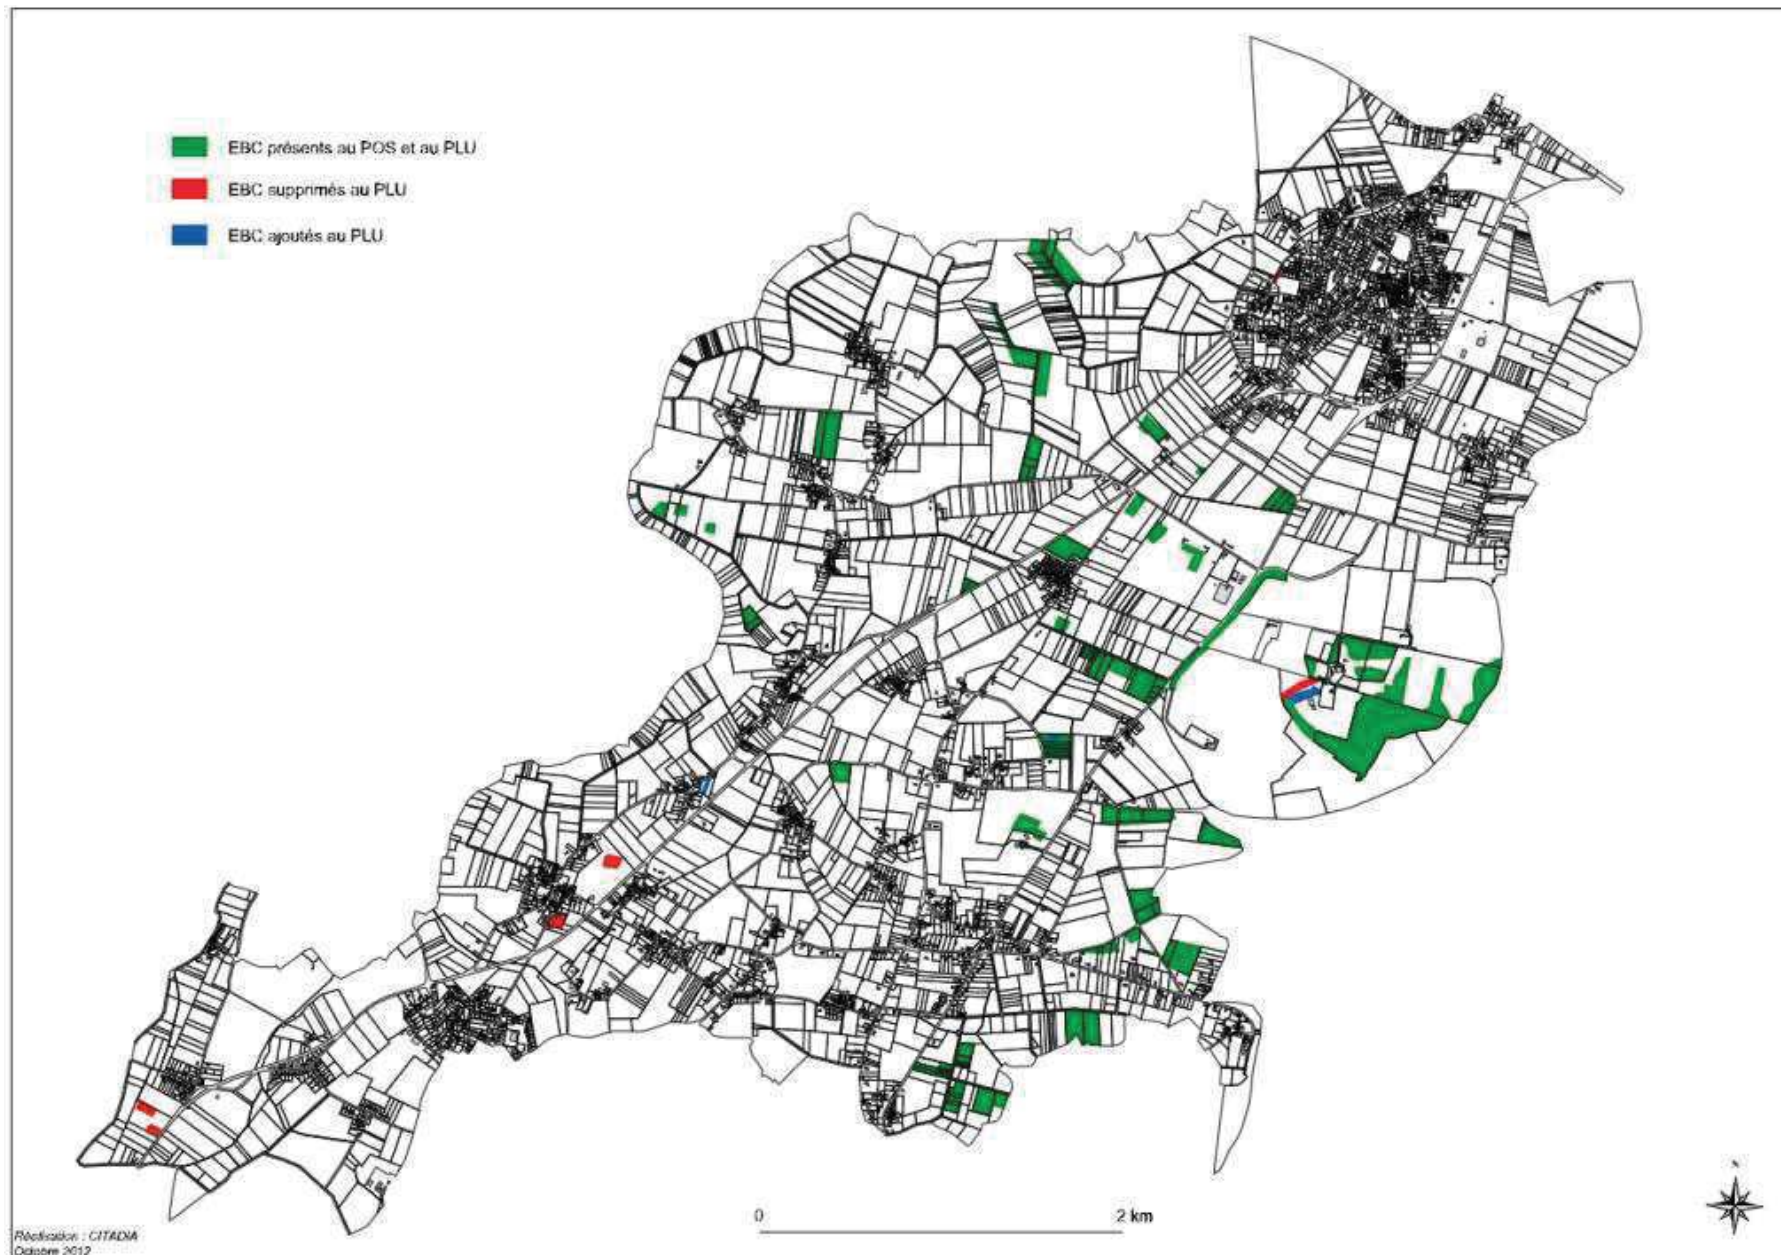 EBC présents au POS et au PLU
EBC supprimés au PLU
EBC ajoutés au PLU
0
2 km
N
Réalisation : CITADIA
Octobre 2012